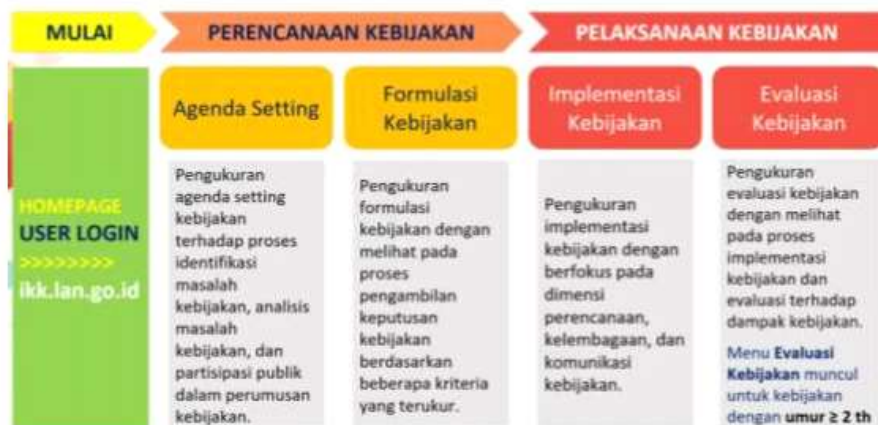 MULAI
PERENCANAAN KEBIJAKAN
PELAKSANAAN KEBIJAKAN
HOMEPAGE
USER LOGIN
>>>>>>>>
ikk.lan.go.id
Agenda Setting
Pengukuran
agenda setting
kebijakan
terhadap proses
identifikasi
masalah
kebijakan, analisis
masalah
kebijakan, dan
partisipasi publik
dalam perumusan
kebijakan.
Formulasi
Kebijakan
Pengukuran
formulasi
kebijakan dengan
melihat pada
proses
pengambilan
keputusan
kebijakan
berdasarkan
beberapa kriteria
yang terukur.
Implementasi
Kebijakan
Pengukuran
implementasi
kebijakan dengan
berfokus pada
dimensi
perencanaan,
kelembagaan, dan
komunikasi
kebijakan.
Evaluasi
Kebijakan
Pengukuran
evaluasi kebijakan
dengan melihat
pada proses
implementasi
kebijakan dan
evaluasi terhadap
dampak kebijakan.
Menu Evaluasi
Kebijakan muncul
untuk kebijakan
dengan umur ≥ 2 th